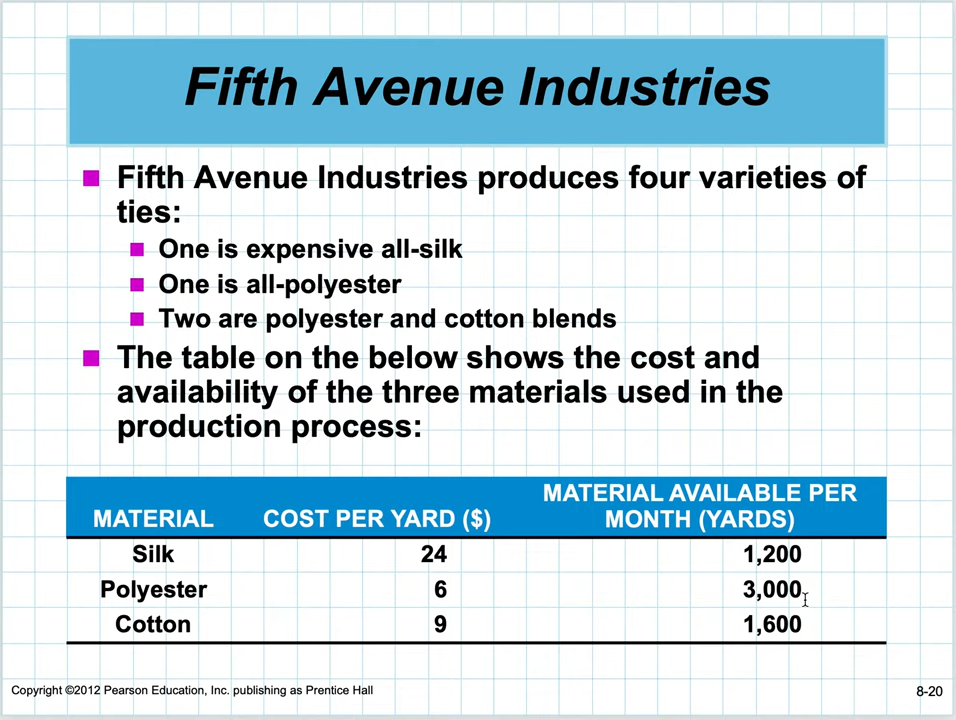 Fifth Avenue Industries
Fifth Avenue Industries produces four varieties of
ties:
One is expensive all-silk
One is all-polyester
Two are polyester and cotton blends
The table on the below shows the cost and
availability of the three materials used in the
production process:
MATERIAL COST PER YARD ($) MATERIAL AVAILABLE PER
MONTH (YARDS)
Silk 24 1,200
Polyester 6 3,000
Cotton 9 1,600
Copyright ©2012 Pearson Education, Inc. publishing as Prentice Hall 8-20